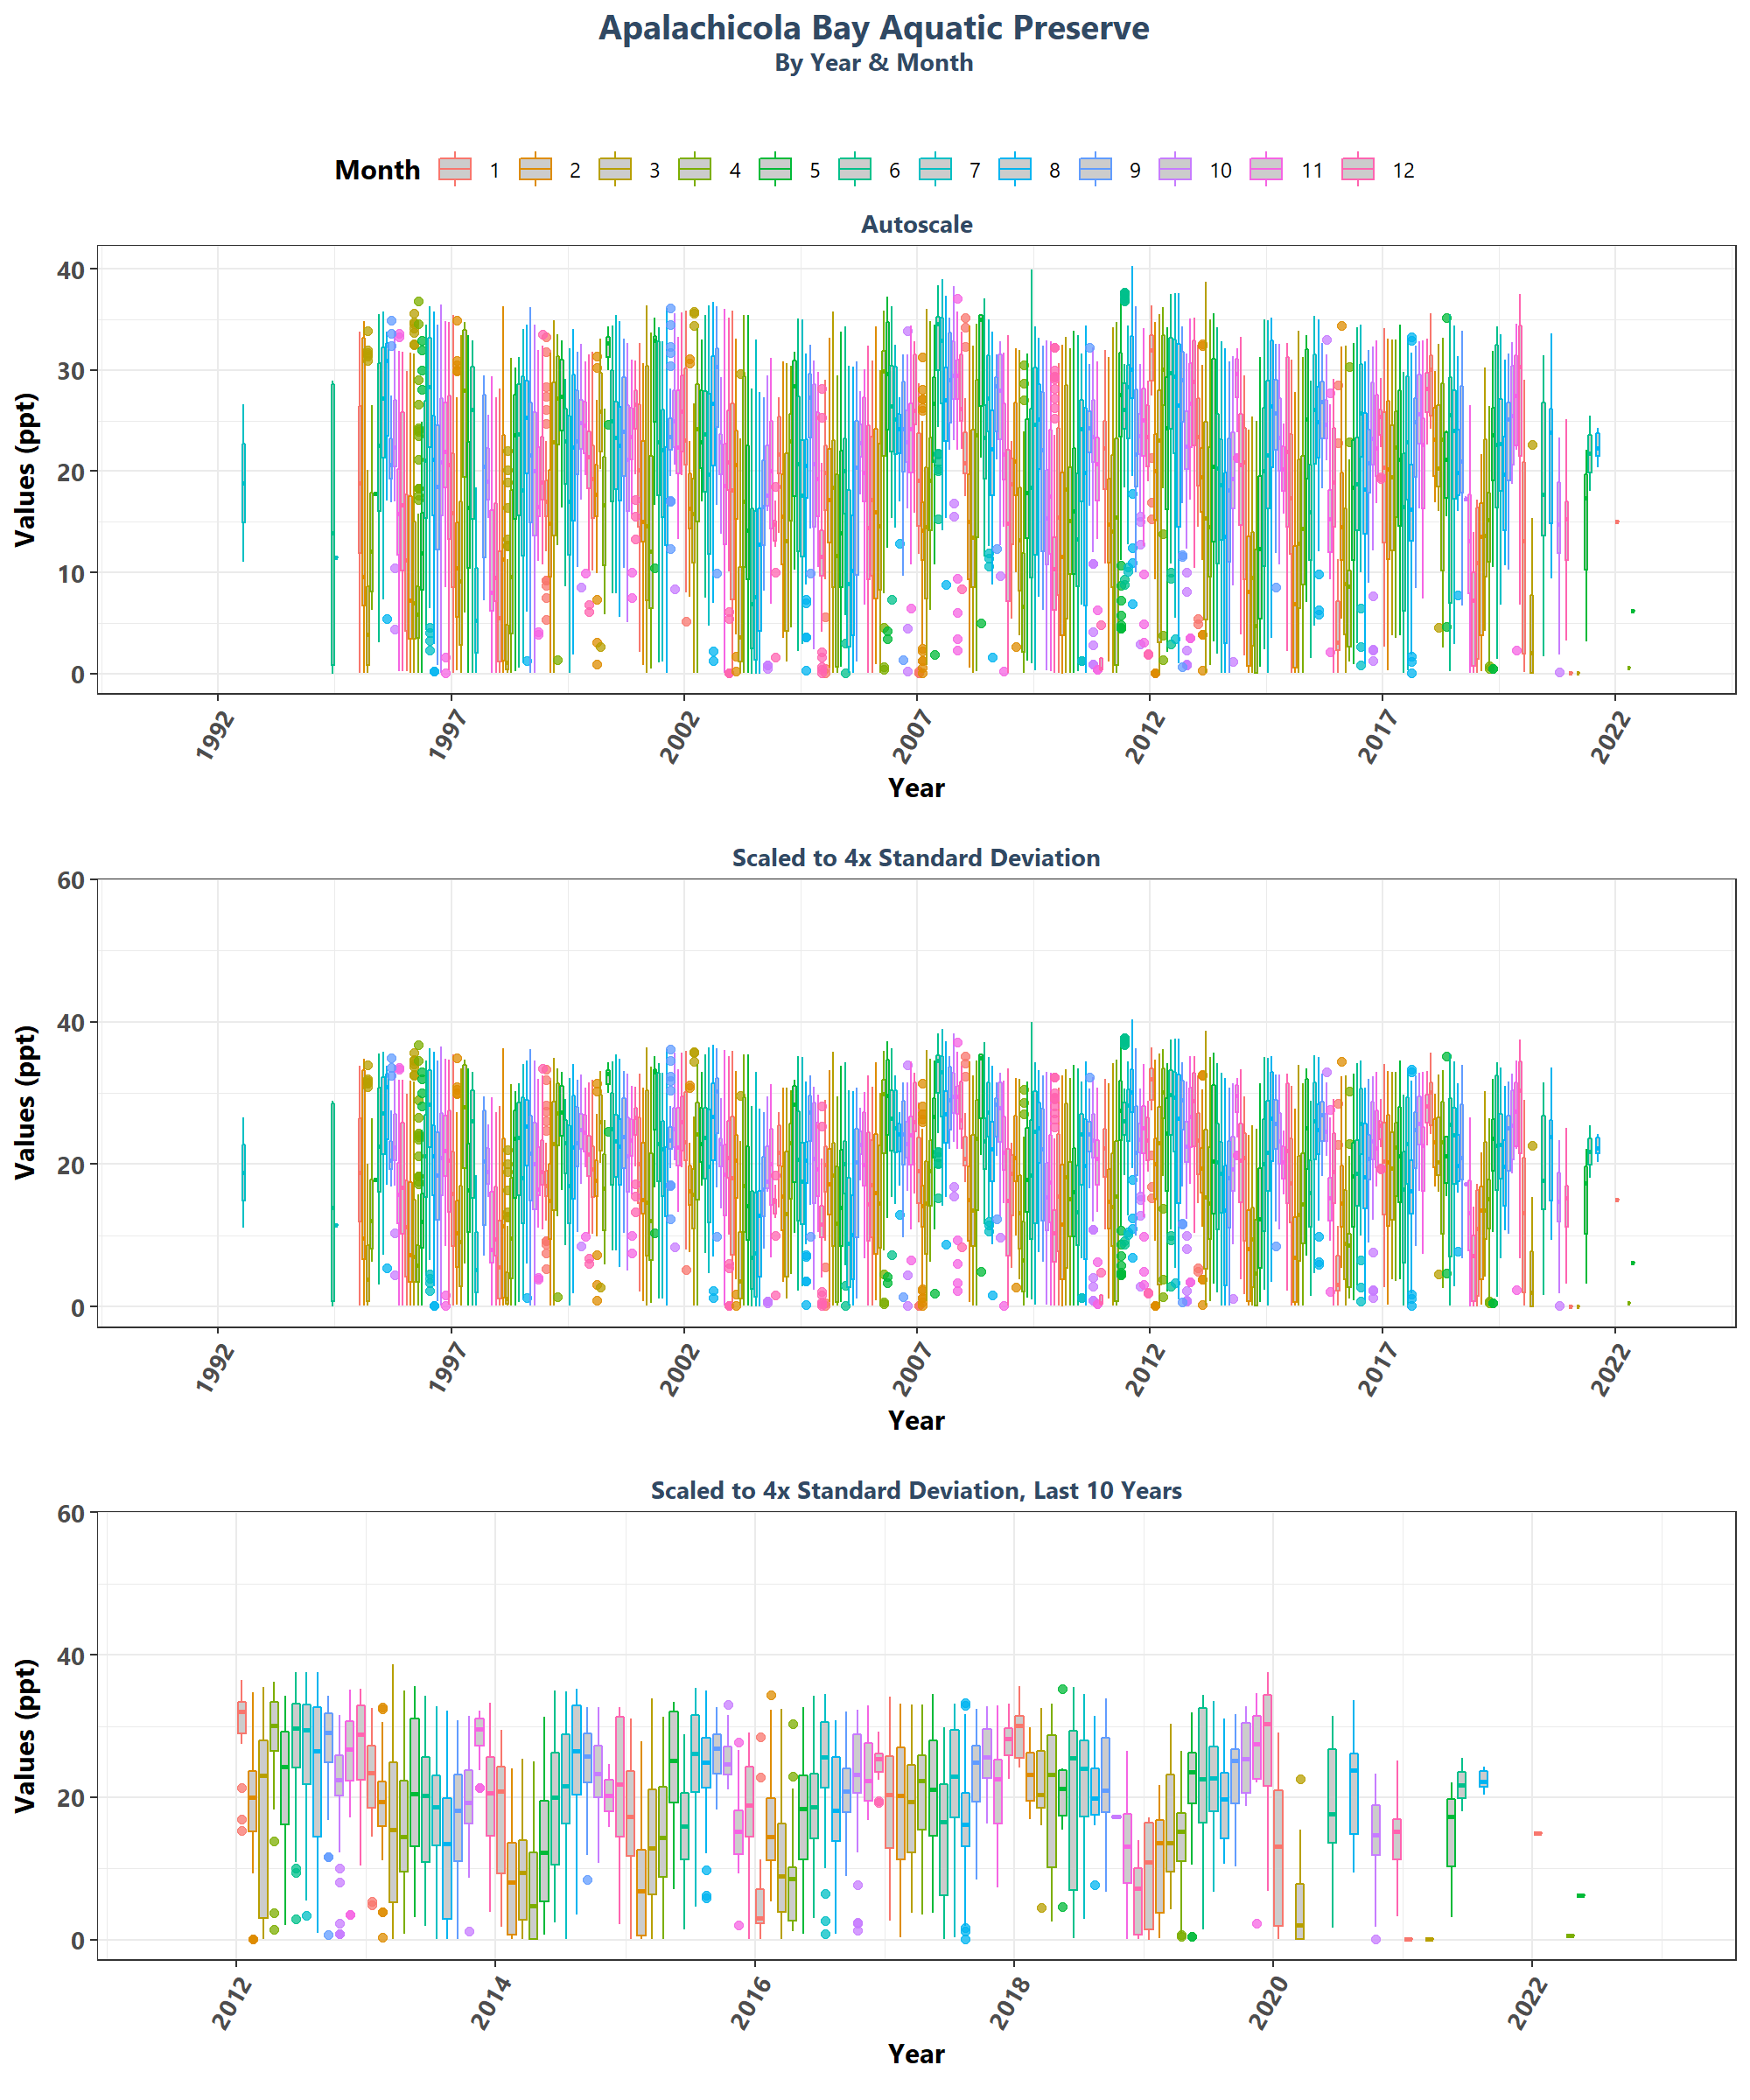 Apalachicola Bay Aquatic Preserve
By Year & Month
Month 1 2 3 4 5 6 7 8 9 10 11 12
Autoscale
Values (ppt)
40
30
20
10
0
1992 1997 2002 2007 2012 2017 2022
Year
Scaled to 4x Standard Deviation
Values (ppt)
60
40
20
0
1992 1997 2002 2007 2012 2017 2022
Year
Scaled to 4x Standard Deviation, Last 10 Years
Values (ppt)
60
40
20
0
2012 2014 2016 2018 2020 2022
Year